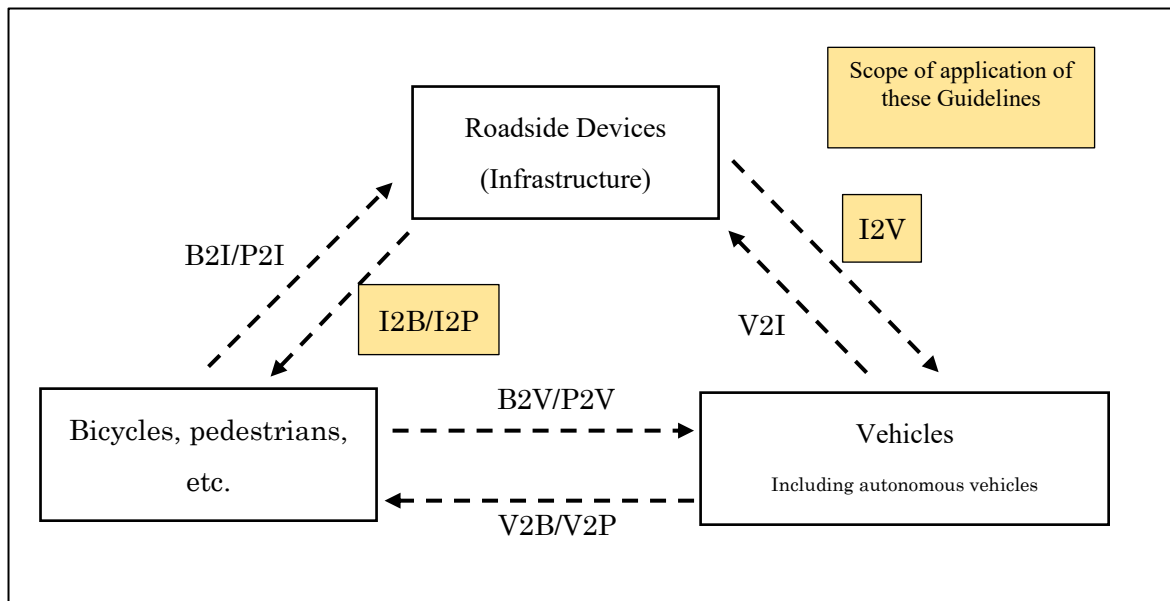 Scope of application of
these Guidelines
Roadside Devices
(Infrastructure)
I2V
B2I/P2I
I2B/I2P
V2I
B2V/P2V
Bicycles, pedestrians,
etc.
Vehicles
Including autonomous vehicles
V2B/V2P